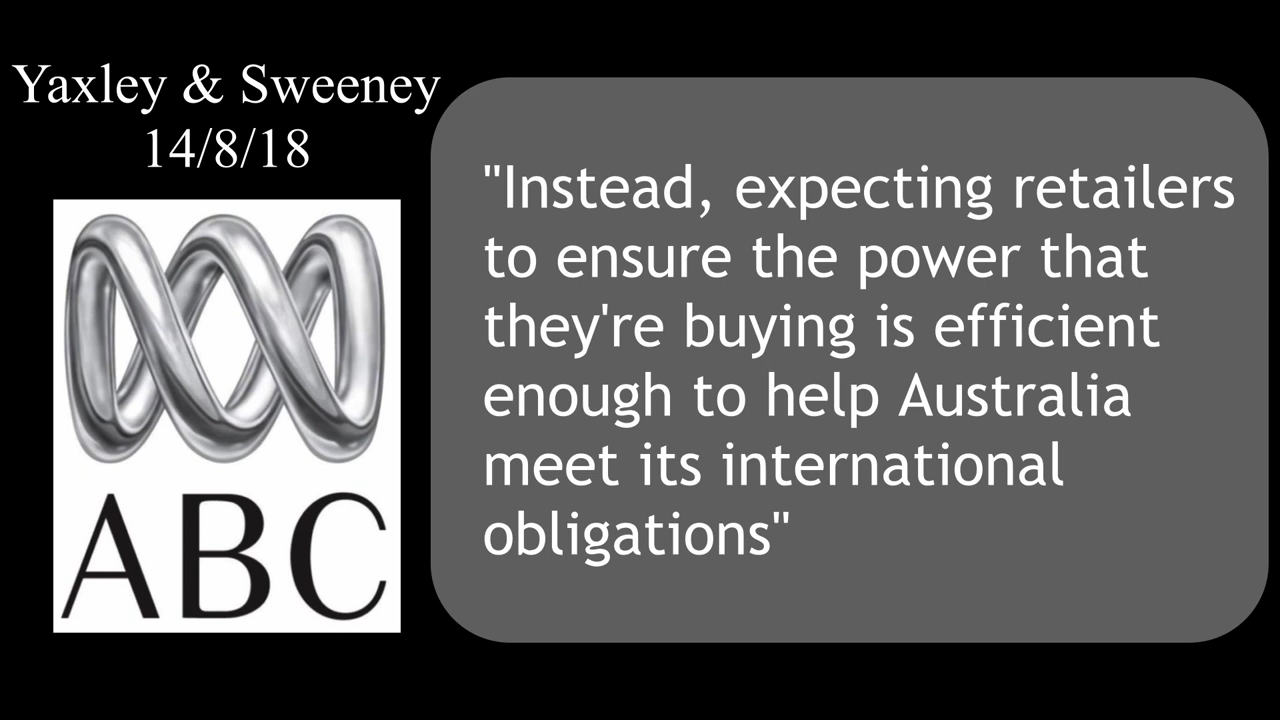 Yaxley & Sweeney
14/8/18
ABC
"Instead, expecting retailers
to ensure the power that
they're buying is efficient
enough to help Australia
meet its international
obligations"